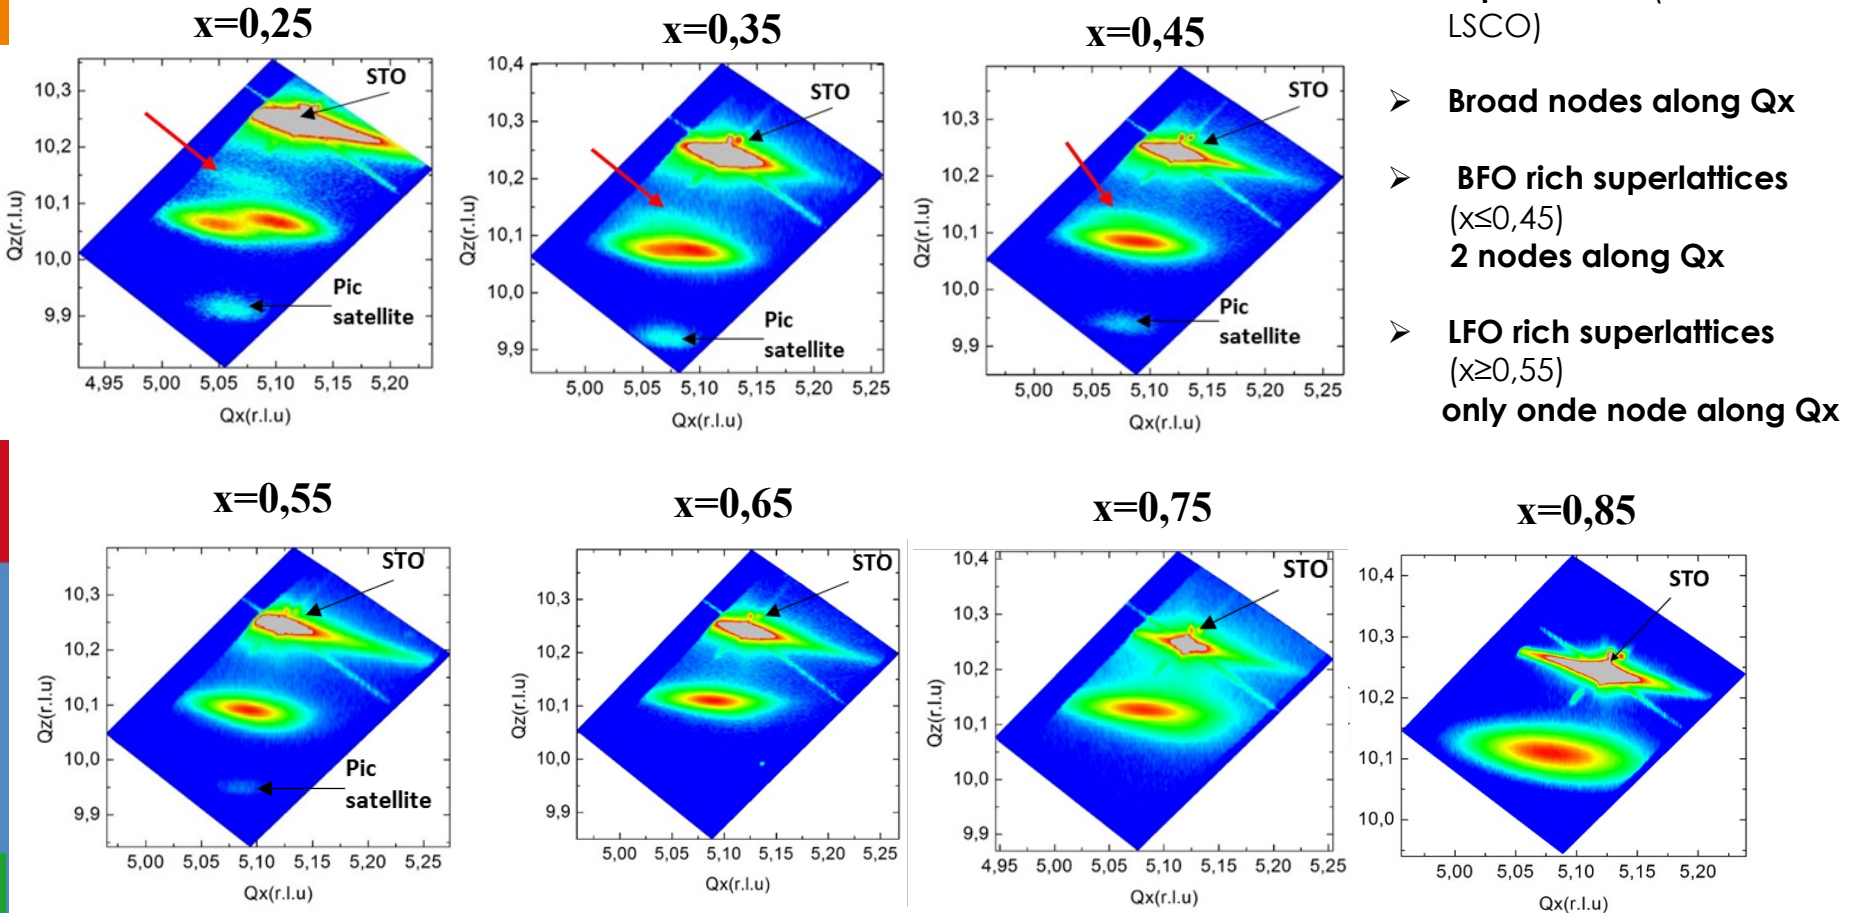 x=0,25
10,3
10,2
10,1
10,0
9,9
4,95 5,00 5,05 5,10 5,15 5,20
Qz(r.l.u)
Qx(r.l.u)
STO
Pic
satellite
x=0,35
10,4
10,3
10,2
10,1
10,0
9,9
5,00 5,05 5,10 5,15 5,20 5,25
Qz(r.l.u)
Qx(r.l.u)
STO
Pic
satellite
x=0,45
10,3
10,2
10,1
10,0
9,9
5,00 5,05 5,10 5,15 5,20 5,25
Qz(r.l.u)
Qx(r.l.u)
STO
Pic
satellite
LSCO)
➢ Broad nodes along Qx
➢ BFO rich superlattices
(x≤0,45)
2 nodes along Qx
➢ LFO rich superlattices
(x≥0,55)
only onde node along Qx
x=0,55
10,3
10,2
10,1
10,0
9,9
5,00 5,05 5,10 5,15 5,20 5,25
Qz(r.l.u)
Qx(r.l.u)
STO
Pic
satellite
x=0,65
10,3
10,2
10,1
10,0
9,9
5,00 5,05 5,10 5,15 5,20 5,25
Qz(r.l.u)
Qx(r.l.u)
STO
x=0,75
10,4
10,3
10,2
10,1
10,0
9,9
4,95 5,00 5,05 5,10 5,15 5,20 5,25
Qz(r.l.u)
Qx(r.l.u)
STO
x=0,85
10,4
10,3
10,2
10,1
10,0
5,00 5,05 5,10 5,15 5,20
Qx(r.l.u)
STO